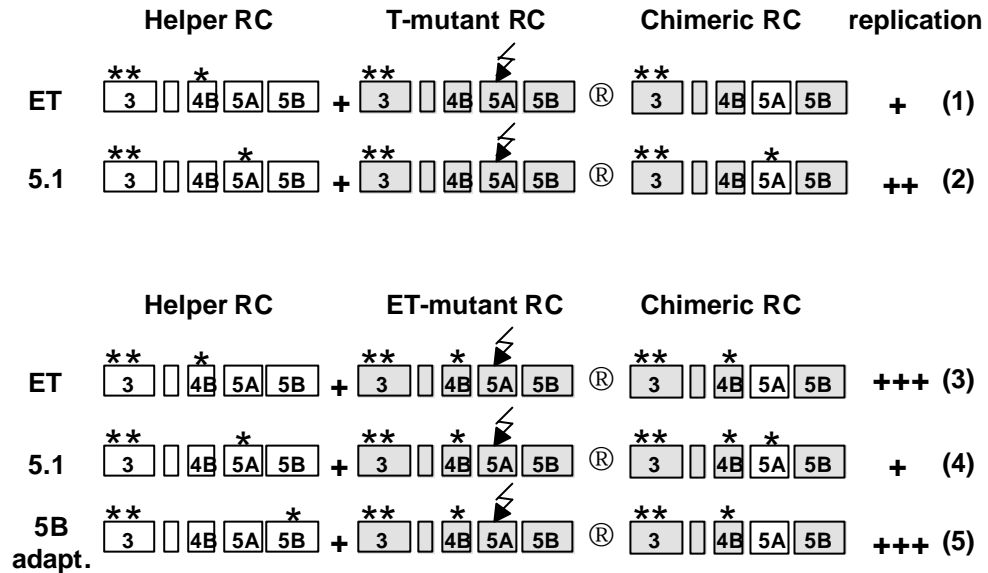 Helper RC T-mutant RC Chimeric RC replication
** * ** **
ET 3 4B 5A 5B + 3 4B 5A 5B ® 3 4B 5A 5B + (1)
** * ** ** *
5.1 3 4B 5A 5B + 3 4B 5A 5B ® 3 4B 5A 5B ++ (2)
Helper RC ET-mutant RC Chimeric RC
** * ** * ** *
ET 3 4B 5A 5B + 3 4B 5A 5B ® 3 4B 5A 5B +++ (3)
** * ** * ** * *
5.1 3 4B 5A 5B + 3 4B 5A 5B ® 3 4B 5A 5B + (4)
** * ** * ** *
5B adapt. 3 4B 5A 5B + 3 4B 5A 5B ® 3 4B 5A 5B +++ (5)